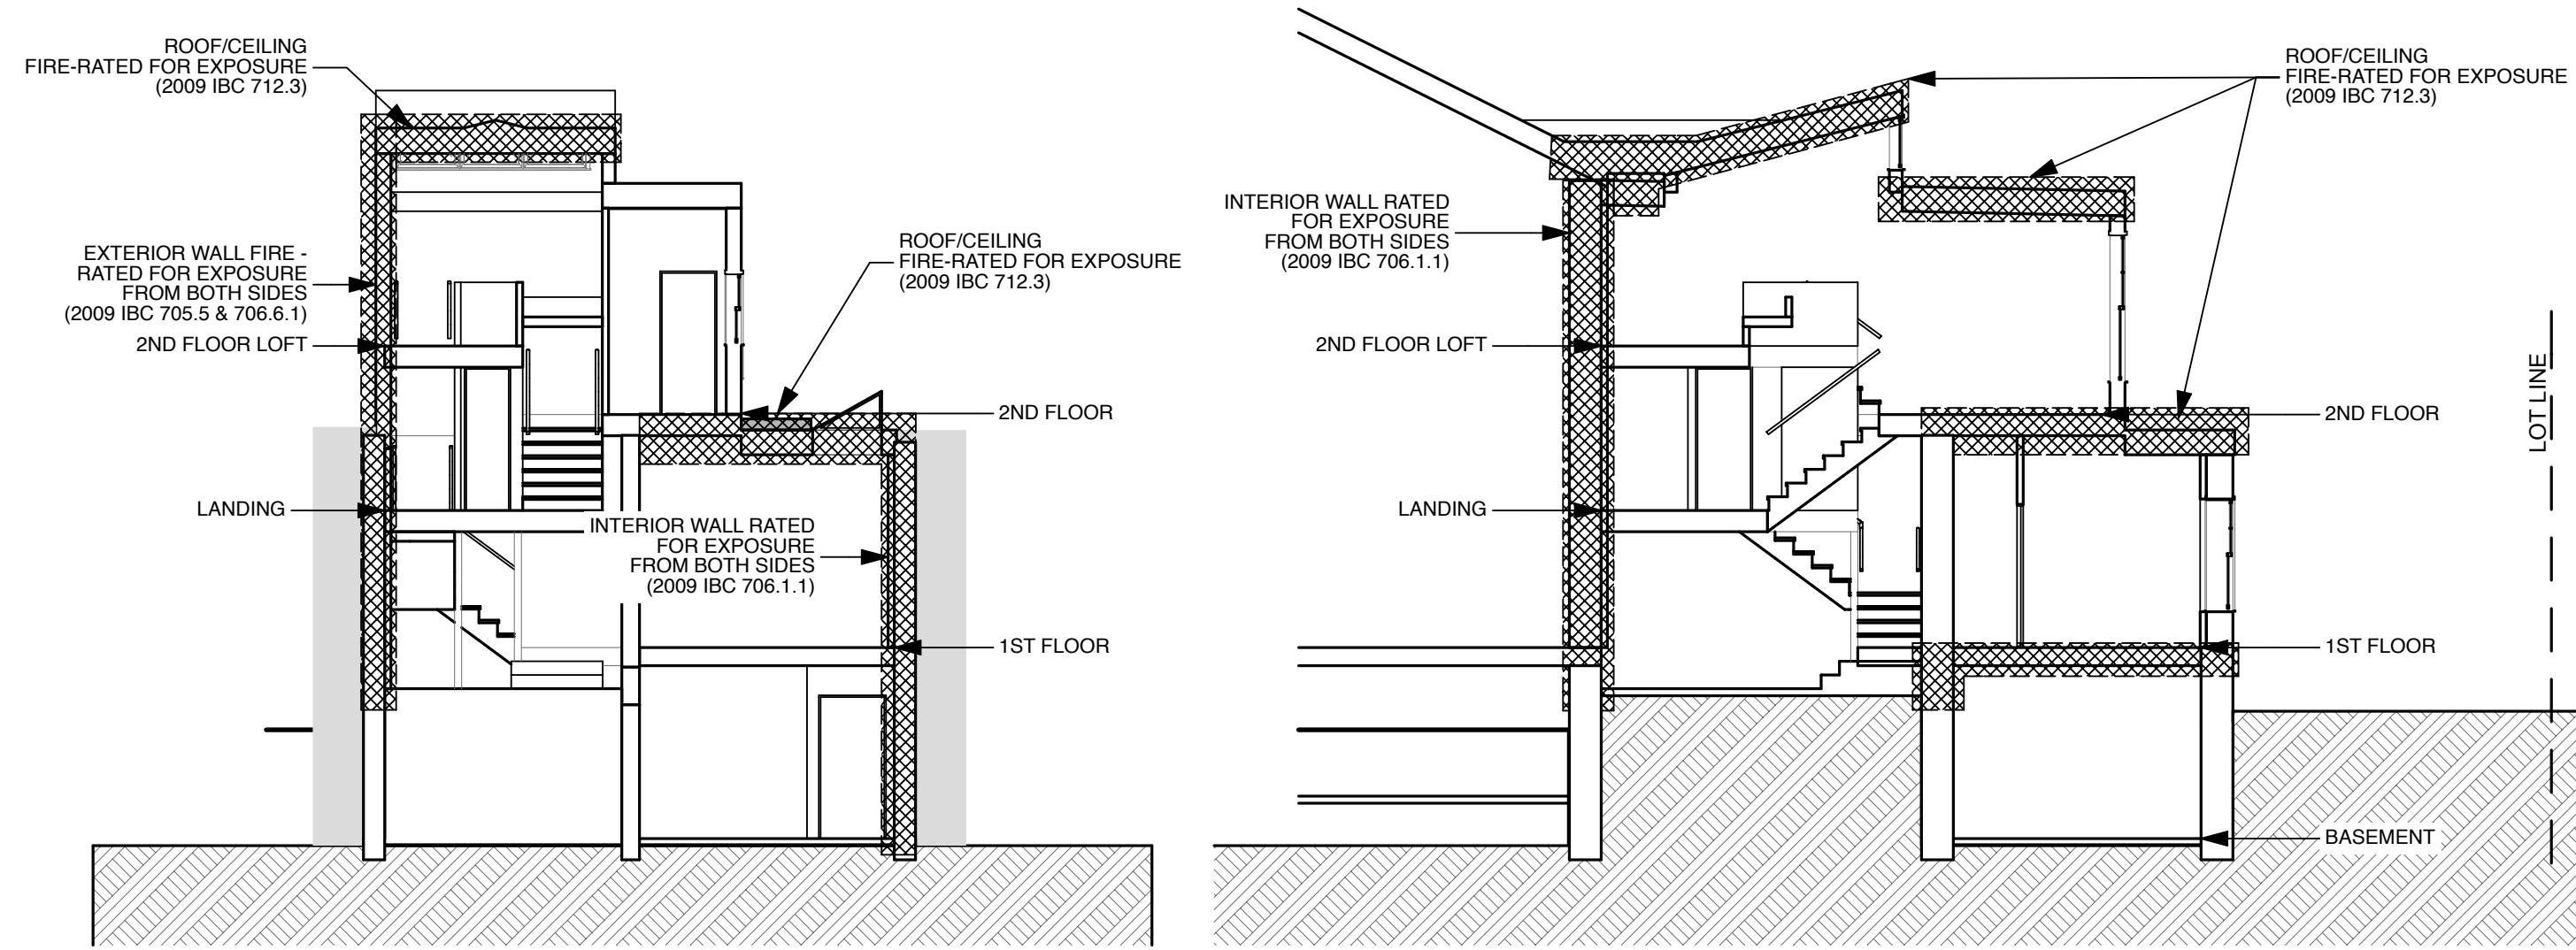 ROOF/CEILING
FIRE-RATED FOR EXPOSURE
(2009 IBC 712.3)
EXTERIOR WALL FIRE -
RATED FOR EXPOSURE
FROM BOTH SIDES
(2009 IBC 705.5 & 706.6.1)
2ND FLOOR LOFT
LANDING
ROOF/CEILING
FIRE-RATED FOR EXPOSURE
(2009 IBC 712.3)
2ND FLOOR
INTERIOR WALL RATED
FOR EXPOSURE
FROM BOTH SIDES
(2009 IBC 706.1.1)
1ST FLOOR
INTERIOR WALL RATED
FOR EXPOSURE
FROM BOTH SIDES
(2009 IBC 706.1.1)
2ND FLOOR LOFT
LANDING
ROOF/CEILING
FIRE-RATED FOR EXPOSURE
(2009 IBC 712.3)
2ND FLOOR
1ST FLOOR
BASEMENT
LOT LINE